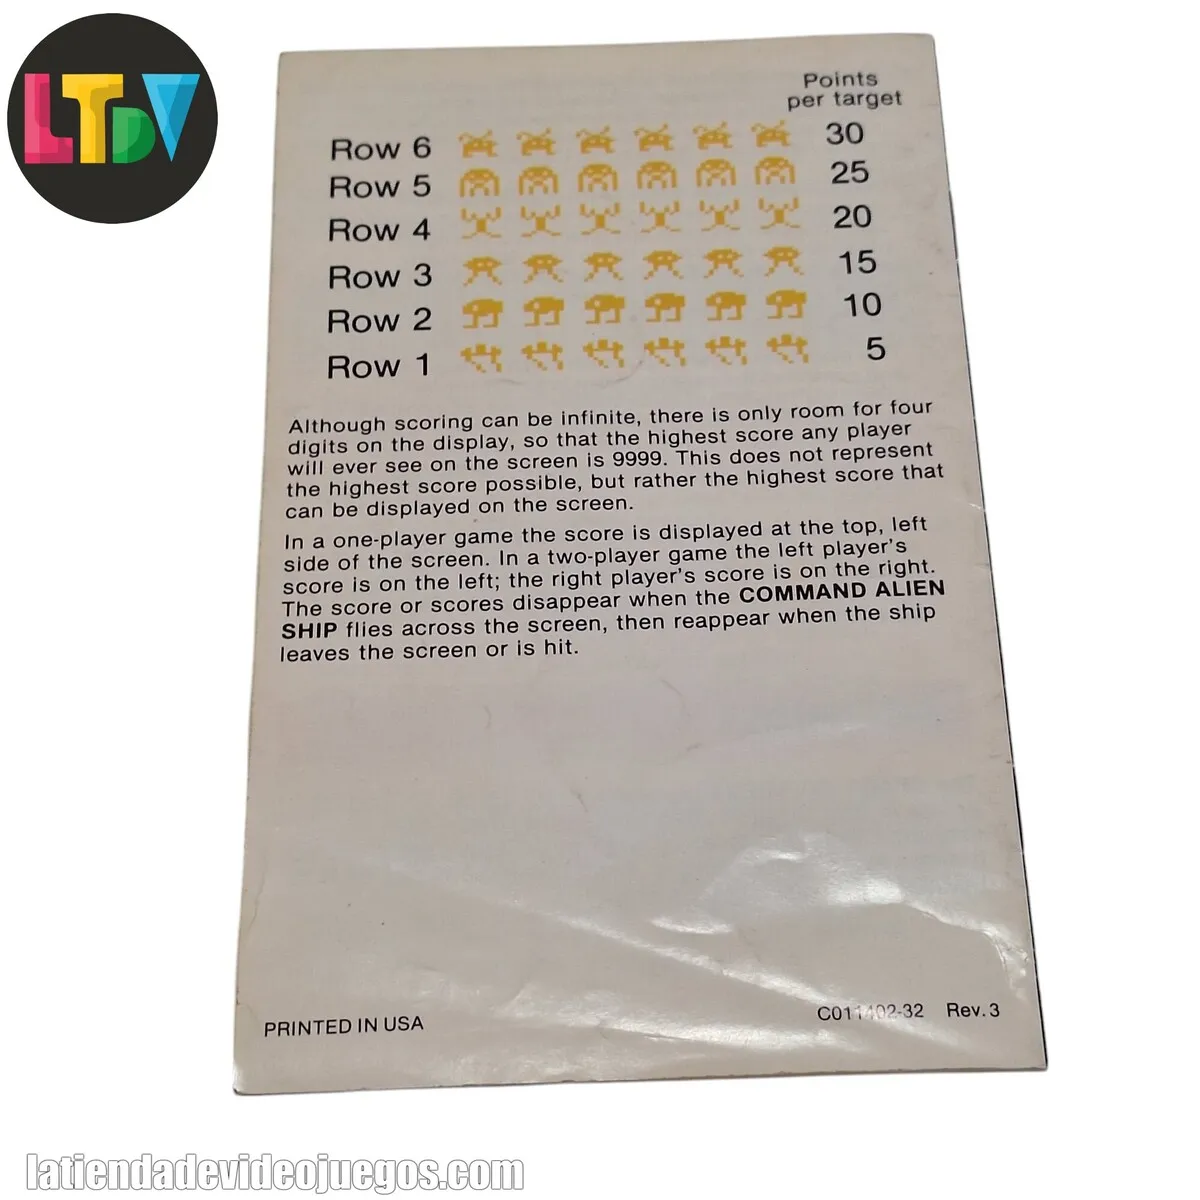 LTDV
Points
per target
Row 6 30
Row 5 25
Row 4 20
Row 3 15
Row 2 10
Row 1 5
Although scoring can be infinite, there is only room for four
digits on the display, so that the highest score any player
will ever see on the screen is 9999. This does not represent
the highest score possible, but rather the highest score that
can be displayed on the screen.
In a one-player game the score is displayed at the top, left
side of the screen. In a two-player game the left player's
score is on the left; the right player's score is on the right.
The score or scores disappear when the COMMAND ALIEN
SHIP flies across the screen, then reappear when the ship
leaves the screen or is hit.
PRINTED IN USA
C011402-32 Rev. 3
latiendadevideojuegos.com